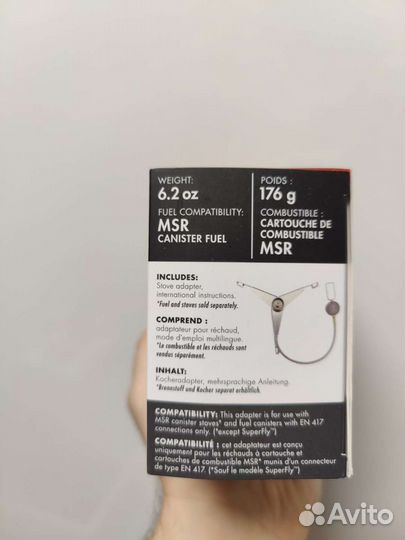 WEIGHT:
6.2 oz
FUEL COMPATIBILITY:
MSR
CANISTER FUEL
POIDS :
176 g
COMBUSTIBLE :
CARTOUCHE DE
COMBUSTIBLE
MSR
INCLUDES:
Stove adapter,
international instructions.
*Fuel and stoves sold separately.
COMPREND :
adaptateur pour réchaud,
mode d'emploi multilingue.
*Le combustible et les réchauds sont
vendus séparément.
INHALT:
Kocheradapter, mehrsprachige Anleitung.
*Brennstoff und Kocher separat erhältlich.
COMPATIBILITY: This adapter is for use with
MSR canister stoves* and fuel canisters with EN 417
connections only. (*except SuperFly™)
COMPATIBILITÉ : cet adaptateur est conçu
uniquement pour les réchauds à cartouche et
cartouches de combustible MSR* munis d'un connecteur
de type EN 417. (*Sauf le modèle SuperFly™)
Avito